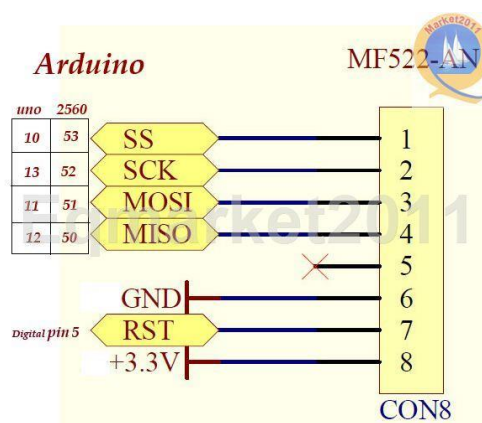 Market2011
Arduino MF522-AN
uno 2560
10 53 SS 1
13 52 SCK 2
11 51 MOSI 3
12 50 MISO 4
Eqmarket2011
5
GND 6
Digital pin 5 RST 7
+3.3V 8
CON8